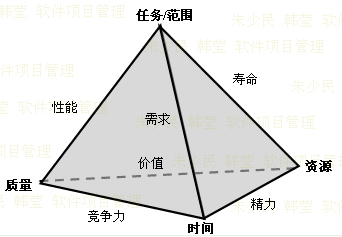 任务/范围
寿命
性能
需求
价值
资源
质量
竞争力
精力
时间
朱少民 韩莹 软件项目管理